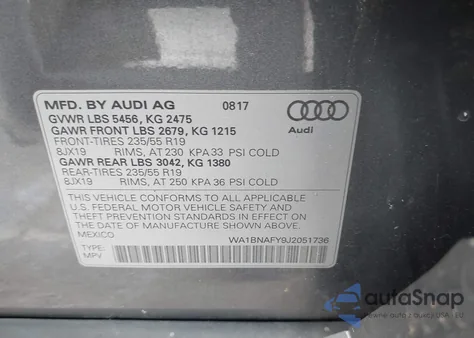 MFD. BY AUDI AG 0817
GVWR LBS 5456, KG 2475
GAWR FRONT LBS 2679, KG 1215
FRONT-TIRES 235/55 R19
8JX19 RIMS, AT 230 KPA 33 PSI COLD
GAWR REAR LBS 3042, KG 1380
REAR-TIRES 235/55 R19
8JX19 RIMS, AT 250 KPA 36 PSI COLD
Audi
THIS VEHICLE CONFORMS TO ALL APPLICABLE
U.S. FEDERAL MOTOR VEHICLE SAFETY AND
THEFT PREVENTION STANDARDS IN EFFECT ON
THE DATE OF MANUFACTURE SHOWN ABOVE.
MEXICO
WA1BNAFY9J2051736
TYPE:
MPV
autaSnap